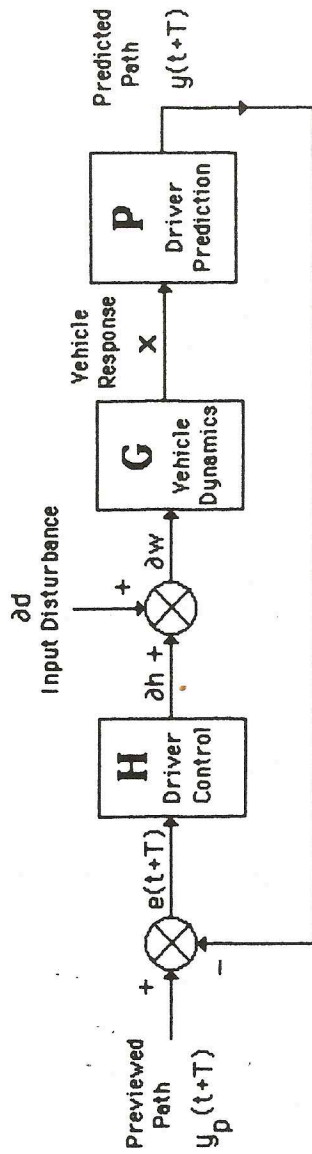 Previewed
Path
y_p(t+T)
+
−
e(t+T)
H
Driver
Control
∂h +
∂d
Input Disturbance
+
∂w
G
Vehicle
Dynamics
Vehicle
Response
X
P
Driver
Prediction
Predicted
Path
y(t+T)